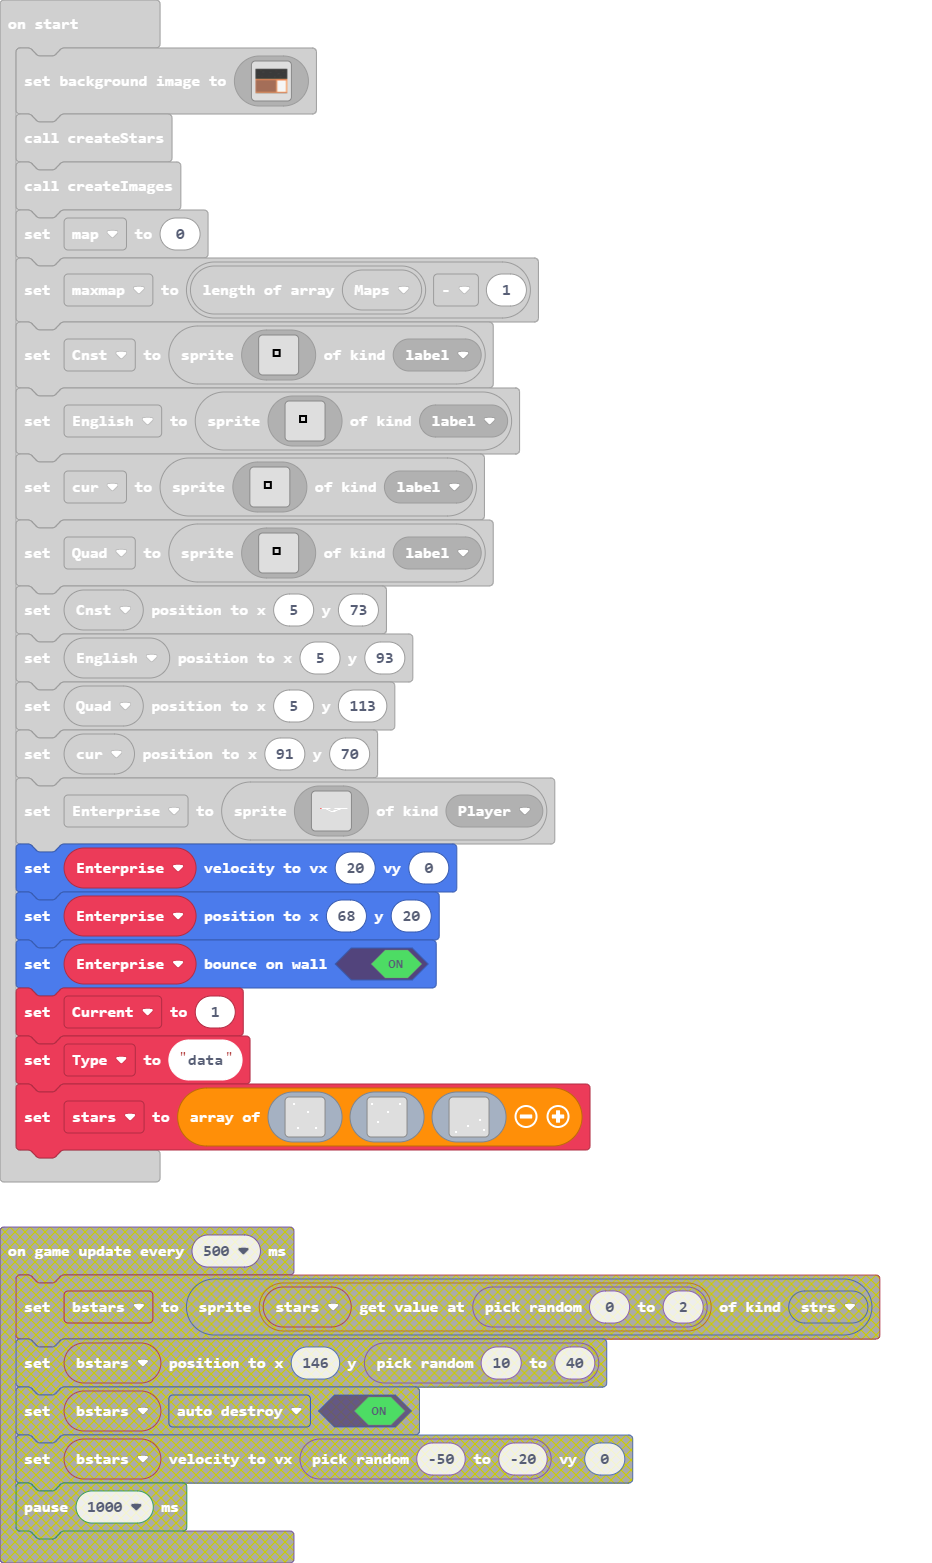 on start
set background image to
call createStars
call createImages
set map to 0
set maxmap to length of array Maps - 1
set Cnst to sprite of kind label
set English to sprite of kind label
set cur to sprite of kind label
set Quad to sprite of kind label
set Cnst position to x 5 y 73
set English position to x 5 y 93
set Quad position to x 5 y 113
set cur position to x 91 y 70
set Enterprise to sprite of kind Player
set Enterprise velocity to vx 20 vy 0
set Enterprise position to x 68 y 20
set Enterprise bounce on wall ON
set Current to 1
set Type to "data"
set stars to array of
on game update every 500 ms
set bstars to sprite stars get value at pick random 0 to 2 of kind strs
set bstars position to x 146 y pick random 10 to 40
set bstars auto destroy ON
set bstars velocity to vx pick random -50 to -20 vy 0
pause 1000 ms